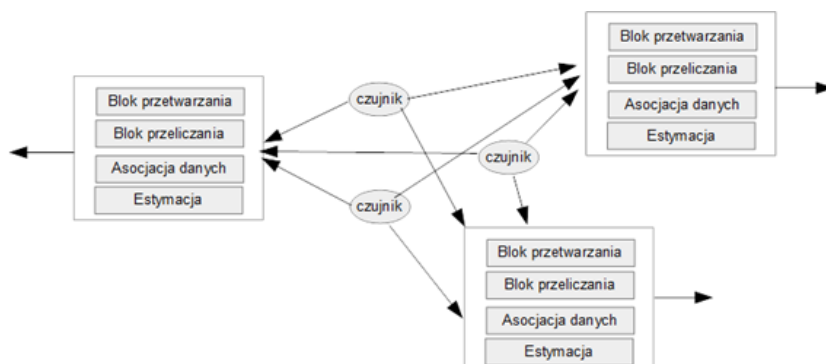 Blok przetwarzania
Blok przeliczania
Asocjacja danych
Estymacja
czujnik
czujnik
czujnik
Blok przetwarzania
Blok przeliczania
Asocjacja danych
Estymacja
Blok przetwarzania
Blok przeliczania
Asocjacja danych
Estymacja